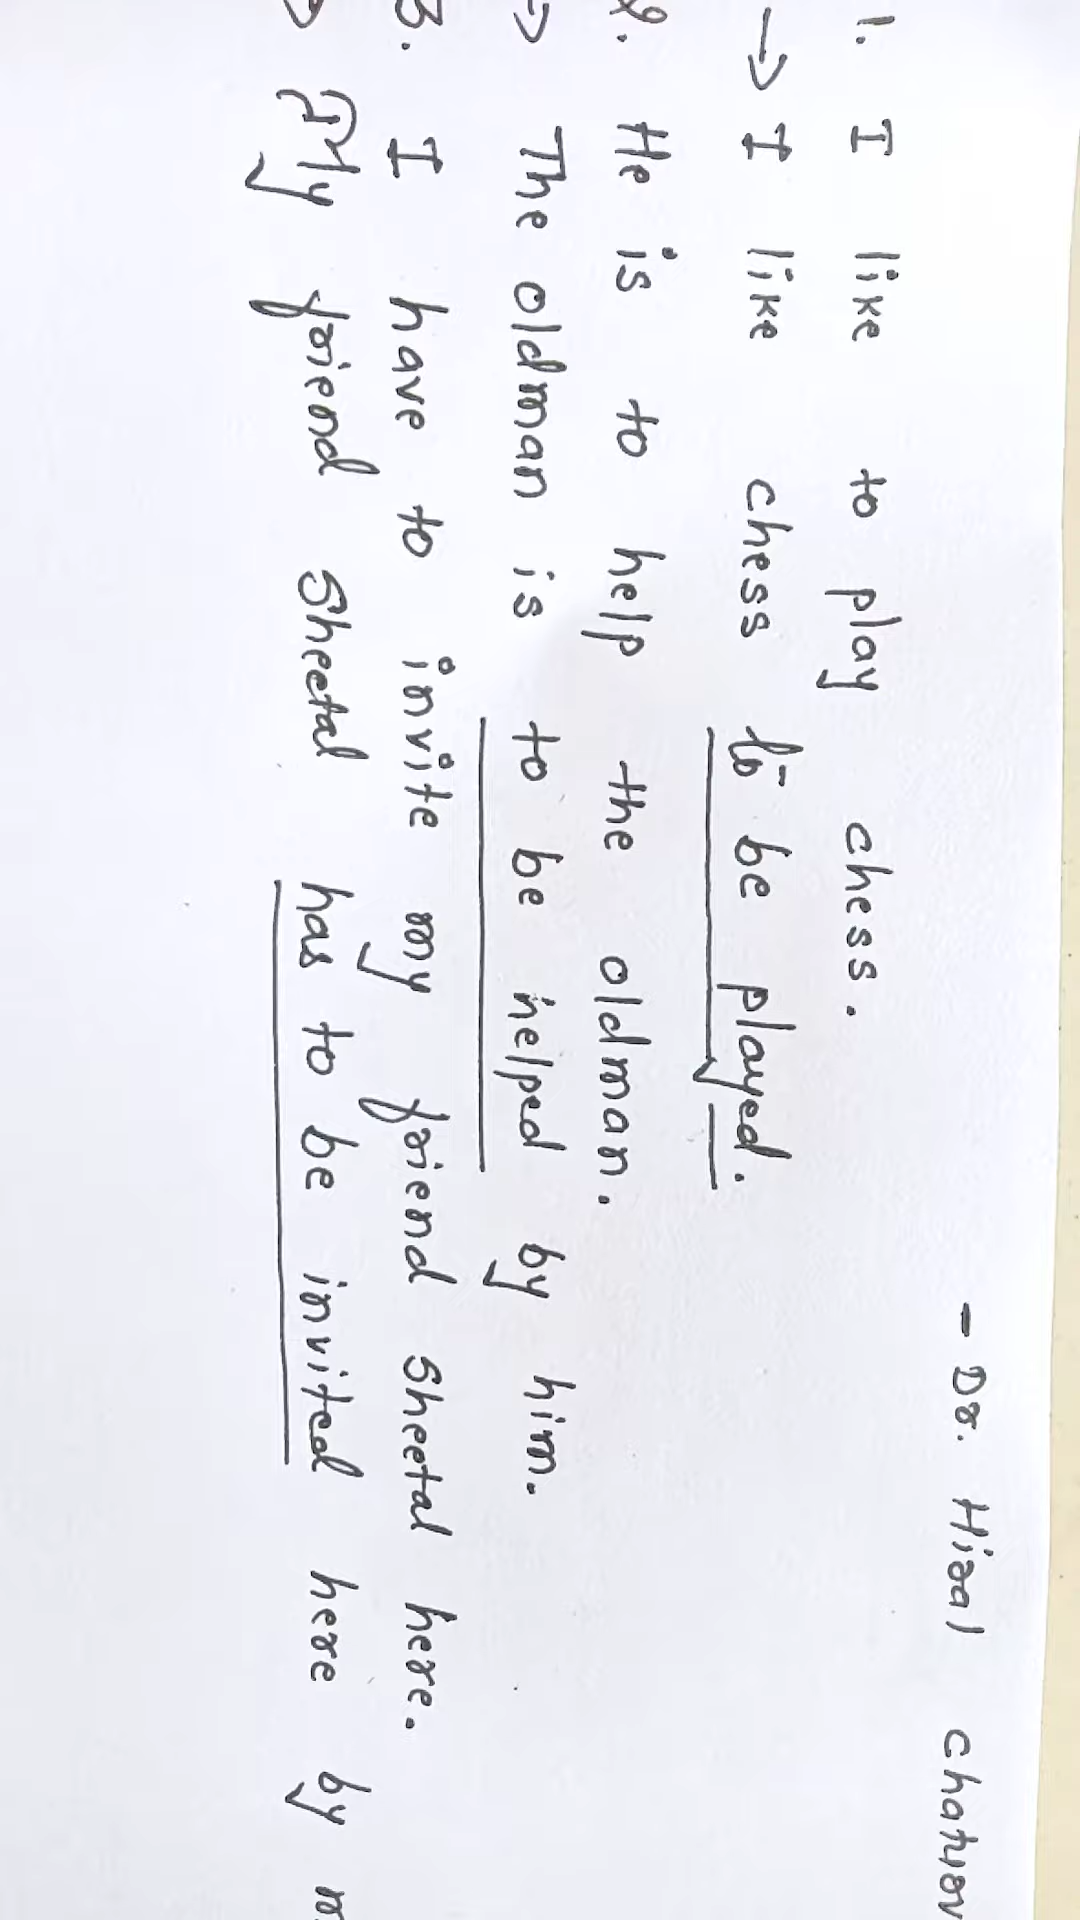 - Dr. Hiral
1. I like to play chess.
→ I like chess to be played.
2. He is to help the oldman.
→ The oldman is to be helped by him.
3. I have to invite my friend Sheetal here.
→ My friend Sheetal has to be invited here by